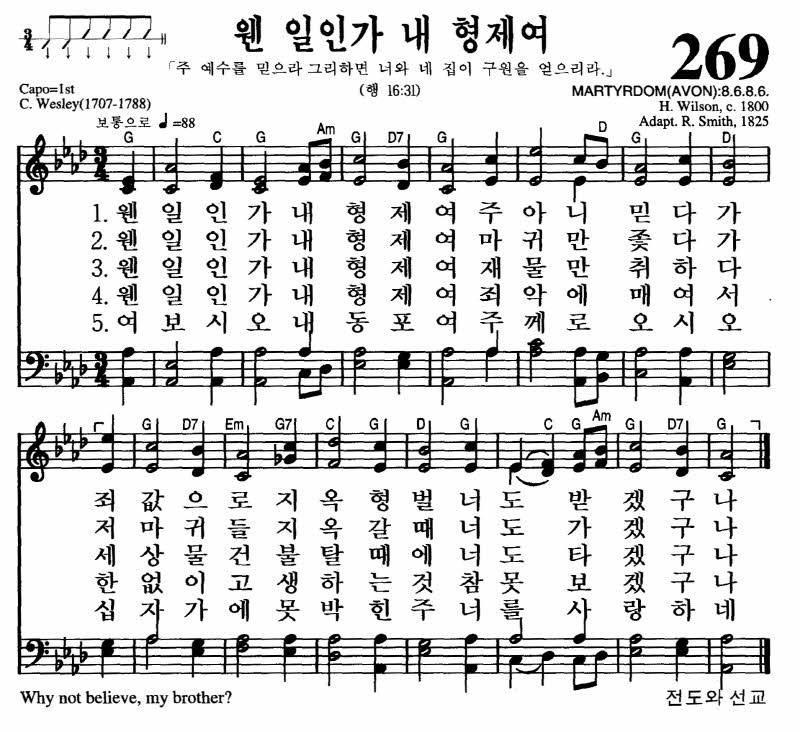 웬 일인가 내 형제여
269
「주 예수를 믿으라 그리하면 너와 네 집이 구원을 얻으리라.」
(행 16:31)
Capo=1st
C. Wesley(1707-1788)
MARTYRDOM(AVON):8.6.8.6.
H. Wilson, c. 1800
Adapt. R. Smith, 1825
보통으로 ♩=88
G C G Am G D7 G D G D
1. 웬 일 인 가 내 형 제 여 주 아 니 믿 다 가
2. 웬 일 인 가 내 형 제 여 마 귀 만 좇 다 가
3. 웬 일 인 가 내 형 제 여 재 물 만 취 하 다
4. 웬 일 인 가 내 형 제 여 죄 악 에 매 여 서
5. 여 보 시 오 내 동 포 여 주 께 로 오 시 오
G D7 Em G7 C G D G C G Am G D7 G
죄 값 으 로 지 옥 형 벌 너 도 받 겠 구 나
저 마 귀 들 지 옥 갈 때 너 도 가 겠 구 나
세 상 물 건 불 탈 때 에 너 도 타 겠 구 나
한 없 이 고 생 하 는 것 참 못 보 겠 구 나
십 자 가 에 못 박 힌 주 너 를 사 랑 하 네
Why not believe, my brother?
전도와 선교